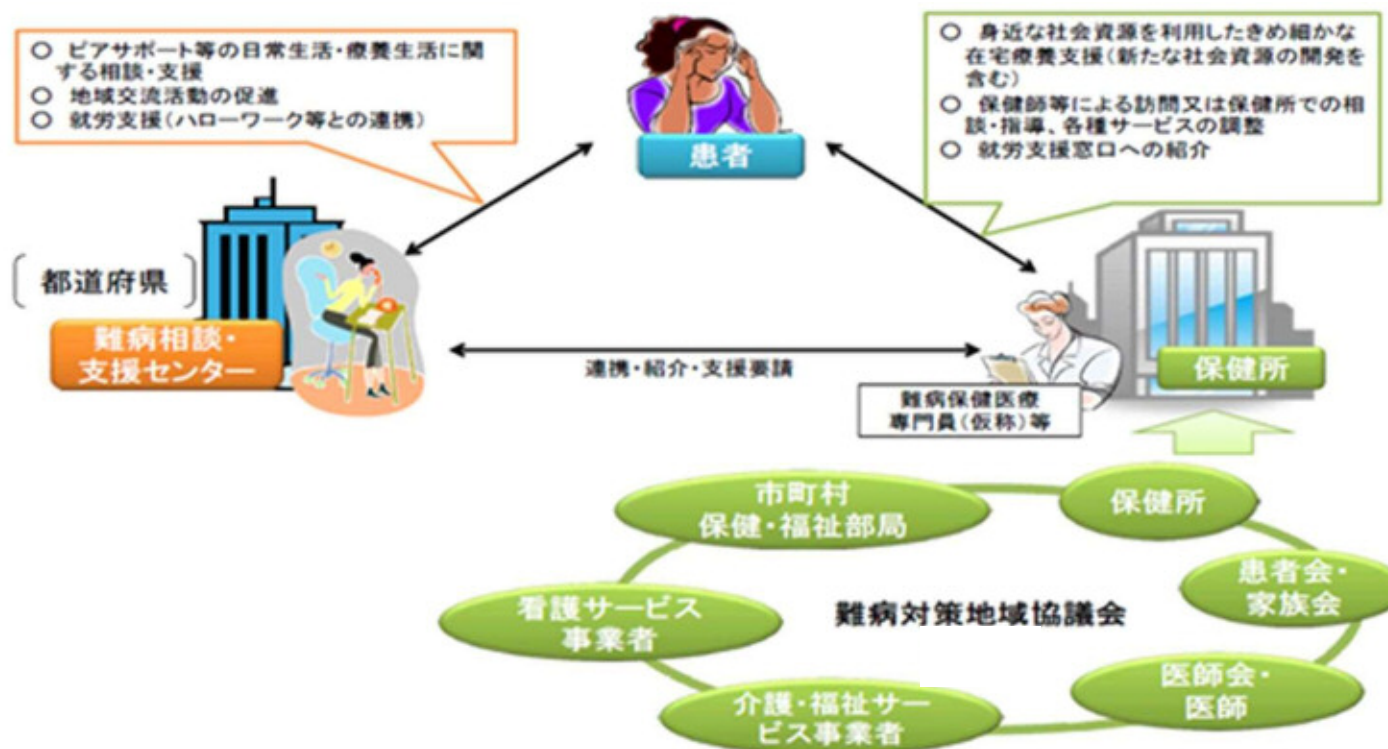 ○ ピアサポート等の日常生活・療養生活に関
する相談・支援
○ 地域交流活動の促進
○ 就労支援(ハローワーク等との連携)
○ 身近な社会資源を利用したきめ細かな
在宅療養支援(新たな社会資源の開発を
含む)
○ 保健師等による訪問又は保健所での相
談・指導、各種サービスの調整
○ 就労支援窓口への紹介
患者
都道府県
難病相談・
支援センター
連携・紹介・支援要請
保健所
難病保健医療
専門員(仮称)等
市町村
保健・福祉部局
保健所
患者会・
家族会
看護サービス
事業者
難病対策地域協議会
医師会・
医師
介護・福祉サー
ビス事業者